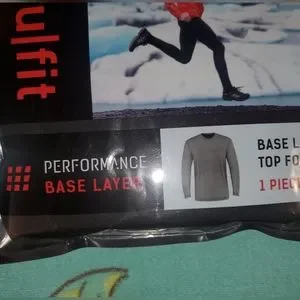 ulfit
PERFORMANCE
BASE LAYER
BASE L
TOP FO
1 PIEC